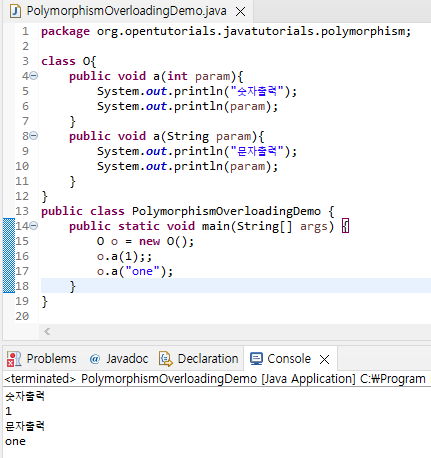 PolymorphismOverloadingDemo.java
1 package org.opentutorials.javatutorials.polymorphism;
2
3 class O{
4 public void a(int param){
5 System.out.println("숫자출력");
6 System.out.println(param);
7 }
8 public void a(String param){
9 System.out.println("문자출력");
10 System.out.println(param);
11 }
12 }
13 public class PolymorphismOverloadingDemo {
14 public static void main(String[] args) {
15 O o = new O();
16 o.a(1);;
17 o.a("one");
18 }
19 }
20
Problems @ Javadoc Declaration Console
<terminated> PolymorphismOverloadingDemo [Java Application] C:₩Program
숫자출력
1
문자출력
one